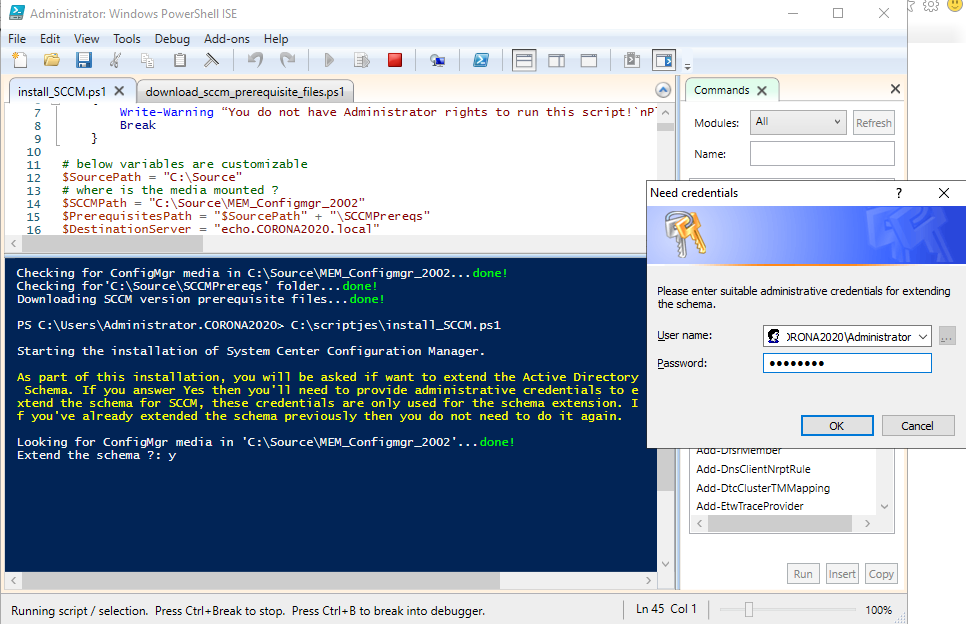 Administrator: Windows PowerShell ISE
File Edit View Tools Debug Add-ons Help
install_SCCM.ps1 download_sccm_prerequisite_files.ps1
7 Write-Warning "You do not have Administrator rights to run this script!`nPl
8 Break
9 }
10
11 # below variables are customizable
12 $SourcePath = "C:\Source"
13 # where is the media mounted ?
14 $SCCMPath = "C:\Source\MEM_Configmgr_2002"
15 $PrerequisitesPath = "$SourcePath" + "\SCCMPrereqs"
16 $DestinationServer = "echo.CORONA2020.local"
Checking for ConfigMgr media in C:\Source\MEM_Configmgr_2002...done!
Checking for'C:\Source\SCCMPrereqs' folder...done!
Downloading SCCM version prerequisite files...done!
PS C:\Users\Administrator.CORONA2020> C:\scriptjes\install_SCCM.ps1
Starting the installation of System Center Configuration Manager.
As part of this installation, you will be asked if want to extend the Active Directory
Schema. If you answer Yes then you'll need to provide administrative credentials to e
xtend the schema for SCCM, these credentials are only used for the schema extension. I
f you've already extended the schema previously then you do not need to do it again.
Looking for ConfigMgr media in 'C:\Source\MEM_Configmgr_2002'...done!
Extend the schema ?: y
Commands
Modules: All Refresh
Name:
Need credentials ?
Please enter suitable administrative credentials for extending
the schema.
User name: ORONA2020\Administrator ...
Password: ●●●●●●●●
OK Cancel
Add-DfsrMember
Add-DnsClientNrptRule
Add-DtcClusterTMMapping
Add-EtwTraceProvider
Run Insert Copy
Running script / selection. Press Ctrl+Break to stop. Press Ctrl+B to break into debugger.
Ln 45 Col 1
100%